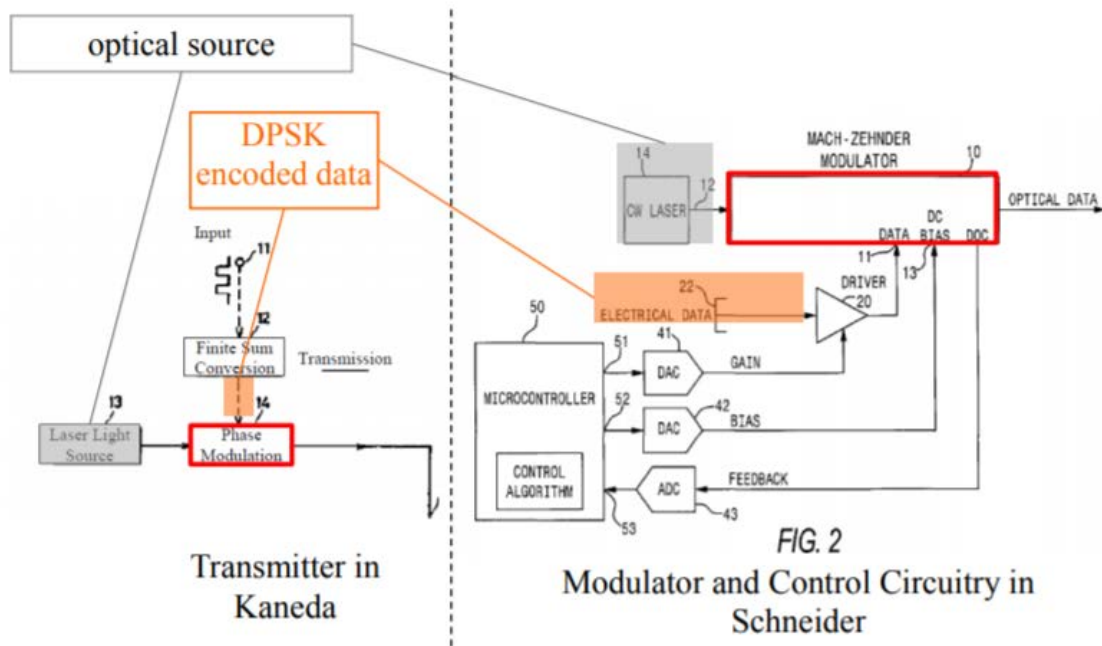 optical source
DPSK
encoded data
Input
11
12
Finite Sum
Conversion
Transmission
13
Laser Light
Source
14
Phase
Modulation
Transmitter in
Kaneda
MACH-ZEHNDER
MODULATOR
10
14
12
CW LASER
OPTICAL DATA
DATA
DC
BIAS
DOC
11
13
22
ELECTRICAL DATA
DRIVER
20
50
MICROCONTROLLER
51
41
DAC
GAIN
52
DAC
42
BIAS
CONTROL
ALGORITHM
53
ADC
43
FEEDBACK
FIG. 2
Modulator and Control Circuitry in
Schneider